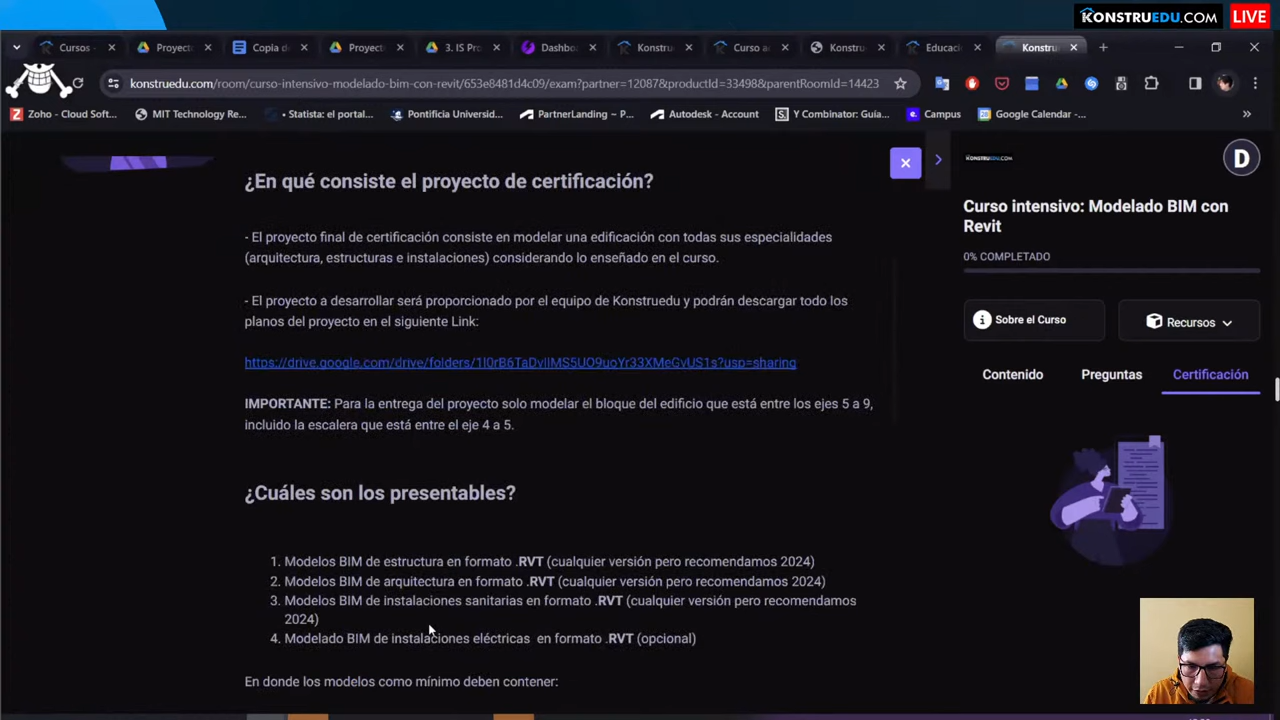 KONSTRUEDU.COM LIVE
Cursos Proyect Copia de Proyect 3. IS Pro Dashbo Konstru Curso a Konstru Educaci Konstru
konstruedu.com/room/curso-intensivo-modelado-bim-con-revit/653e8481d4c09/exam?partner=12087&productId=33498&parentRoomId=14423
Zoho - Cloud Soft... MIT Technology Re... • Statista: el portal... Pontificia Universid... PartnerLanding ~ P... Autodesk - Account Y Combinator: Guía... Campus Google Calendar -... »
¿En qué consiste el proyecto de certificación?
- El proyecto final de certificación consiste en modelar una edificación con todas sus especialidades
(arquitectura, estructuras e instalaciones) considerando lo enseñado en el curso.
- El proyecto a desarrollar será proporcionado por el equipo de Konstruedu y podrán descargar todo los
planos del proyecto en el siguiente Link:
IMPORTANTE: Para la entrega del proyecto solo modelar el bloque del edificio que está entre los ejes 5 a 9,
incluido la escalera que está entre el eje 4 a 5.
¿Cuáles son los presentables?
1. Modelos BIM de estructura en formato .RVT (cualquier versión pero recomendamos 2024)
2. Modelos BIM de arquitectura en formato .RVT (cualquier versión pero recomendamos 2024)
3. Modelos BIM de instalaciones sanitarias en formato .RVT (cualquier versión pero recomendamos
2024)
4. Modelado BIM de instalaciones eléctricas en formato .RVT (opcional)
En donde los modelos como mínimo deben contener:
KONSTRUEDU.COM
D
Curso intensivo: Modelado BIM con
Revit
0% COMPLETADO
Sobre el Curso Recursos
Contenido Preguntas Certificación